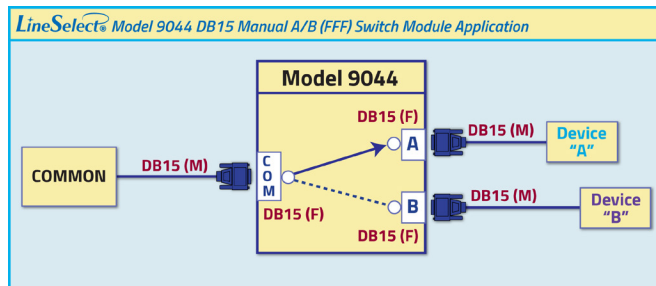 LineSelect® Model 9044 DB15 Manual A/B (FFF) Switch Module Application
Model 9044
DB15 (F)
DB15 (M)
A
Device
"A"
COMMON
DB15 (M)
COM
DB15 (F)
DB15 (M)
B
Device
"B"
DB15 (F)